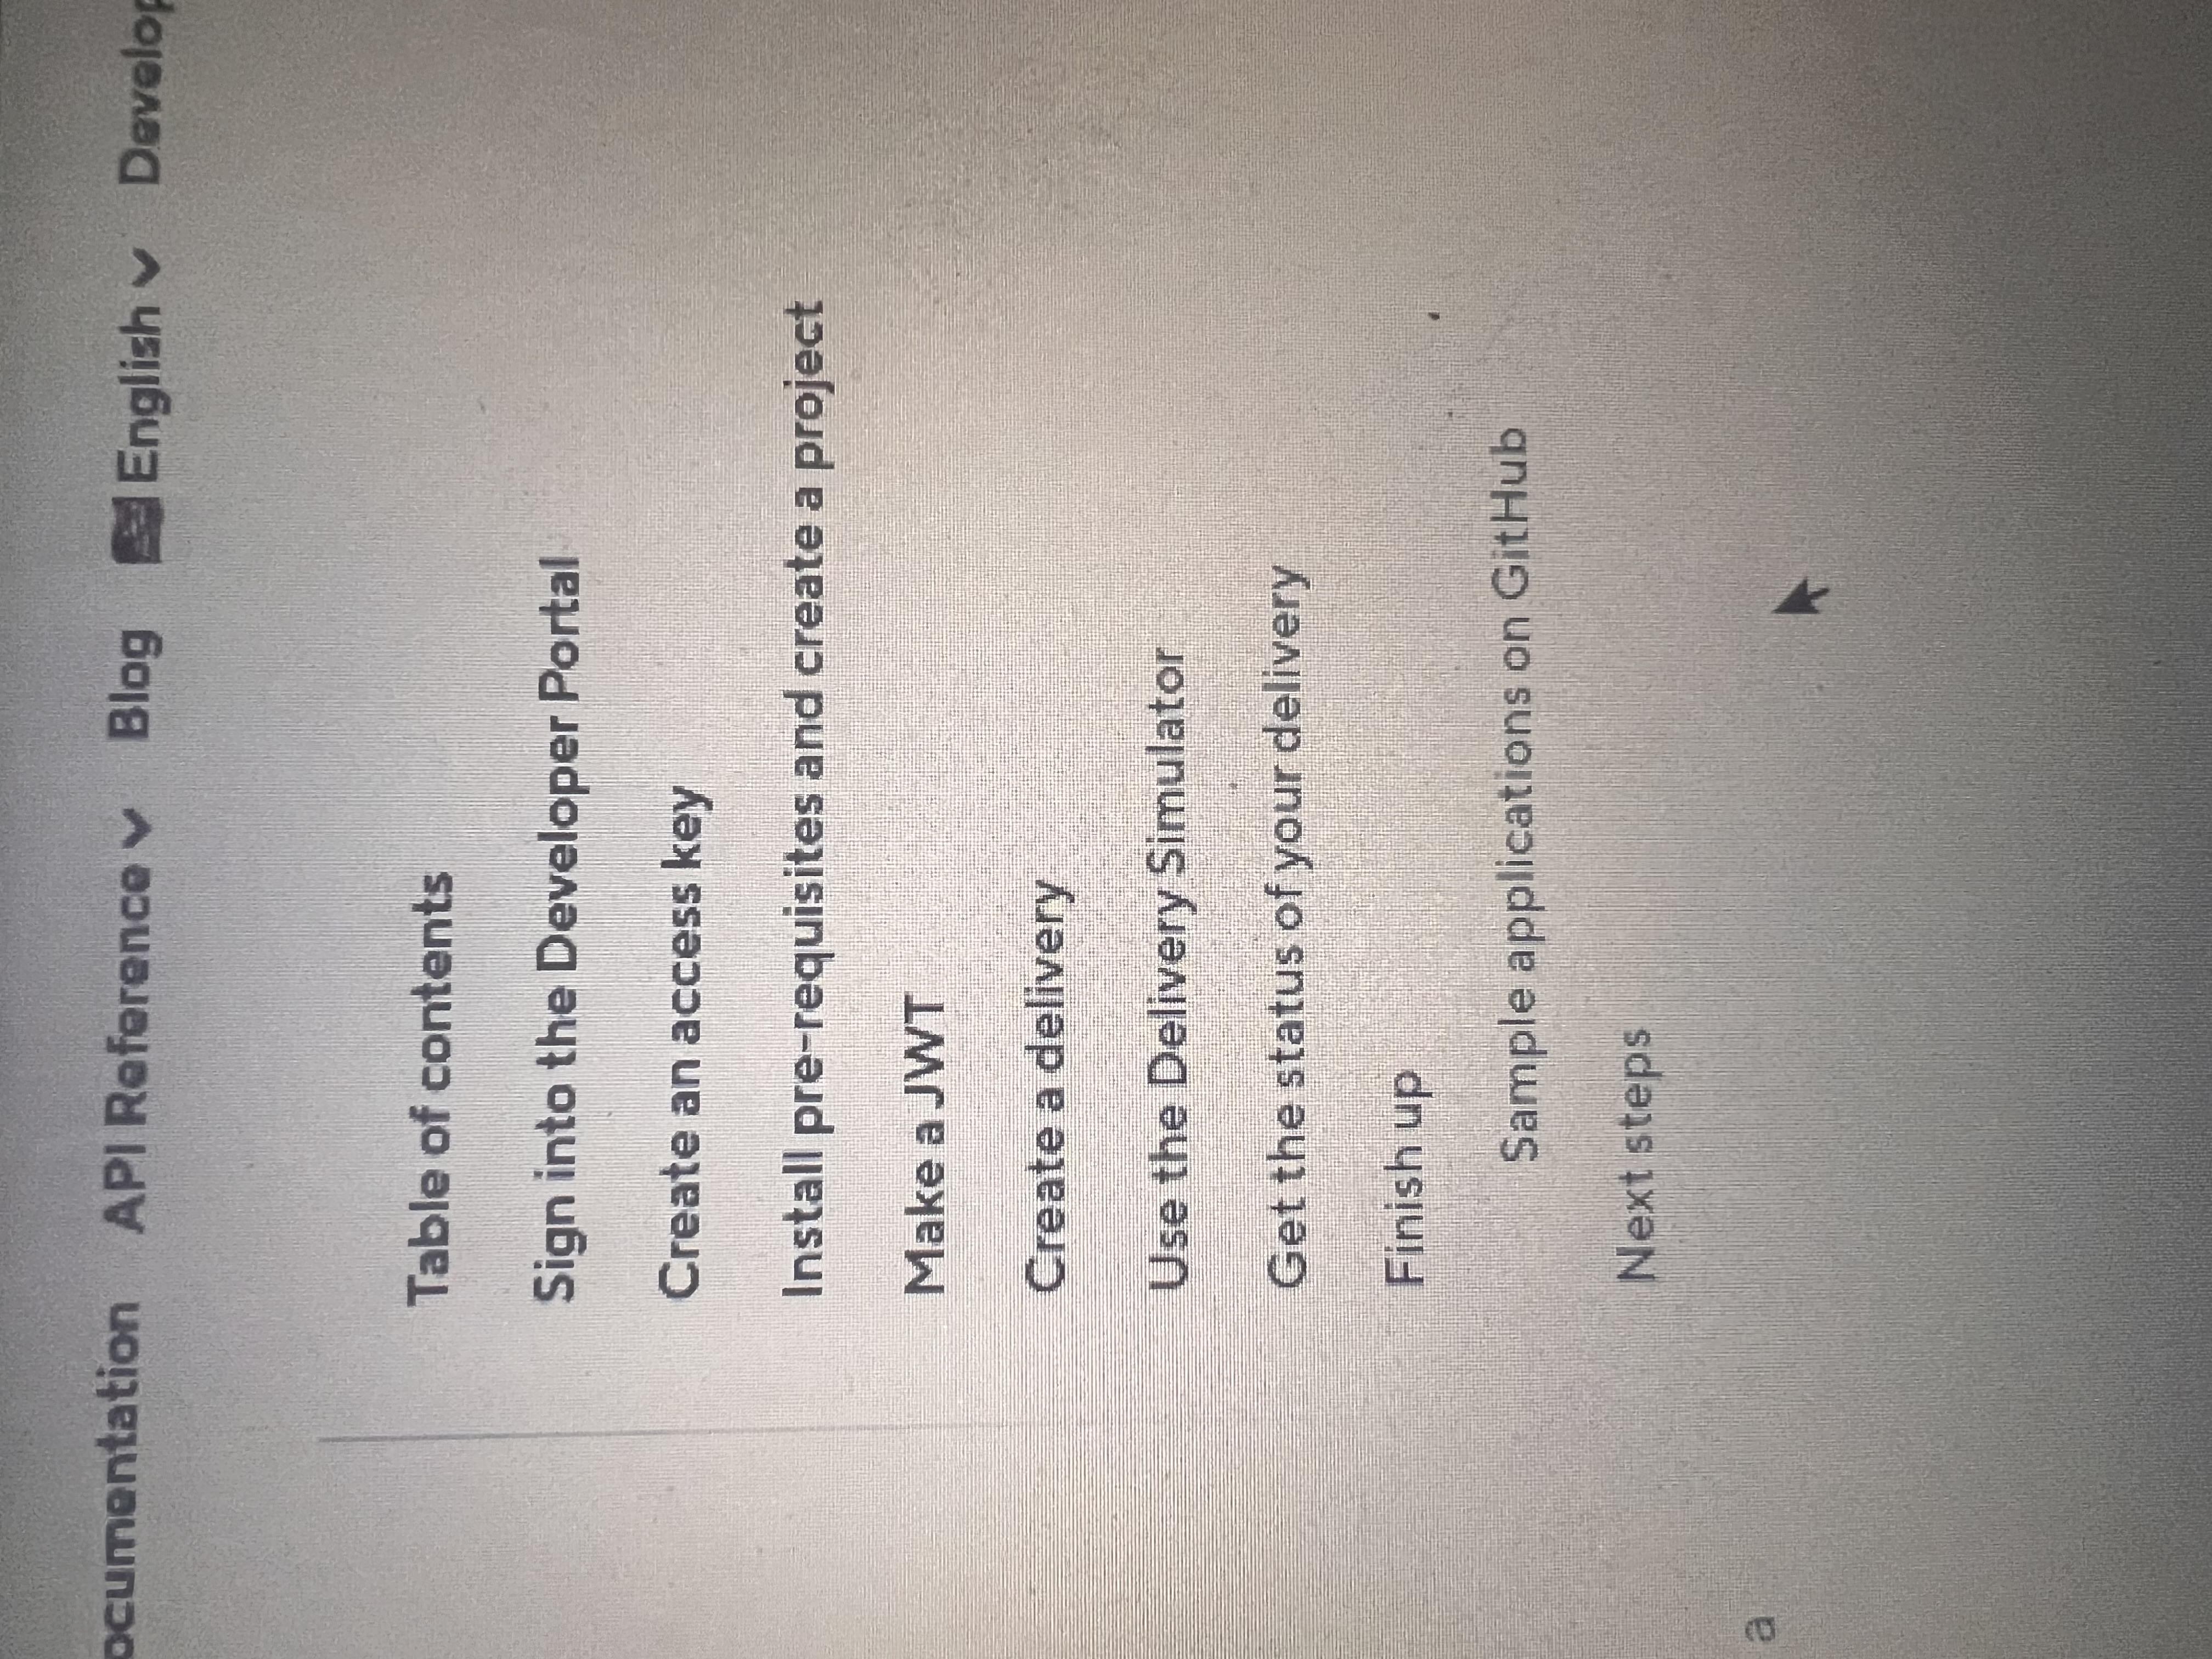 ocumentation API Reference Blog English Develop
Table of contents
Sign into the Developer Portal
Create an access key
Install pre-requisites and create a project
Make a JWT
Create a delivery
Use the Delivery Simulator
Get the status of your delivery
Finish up
Sample applications on GitHub
Next steps
a